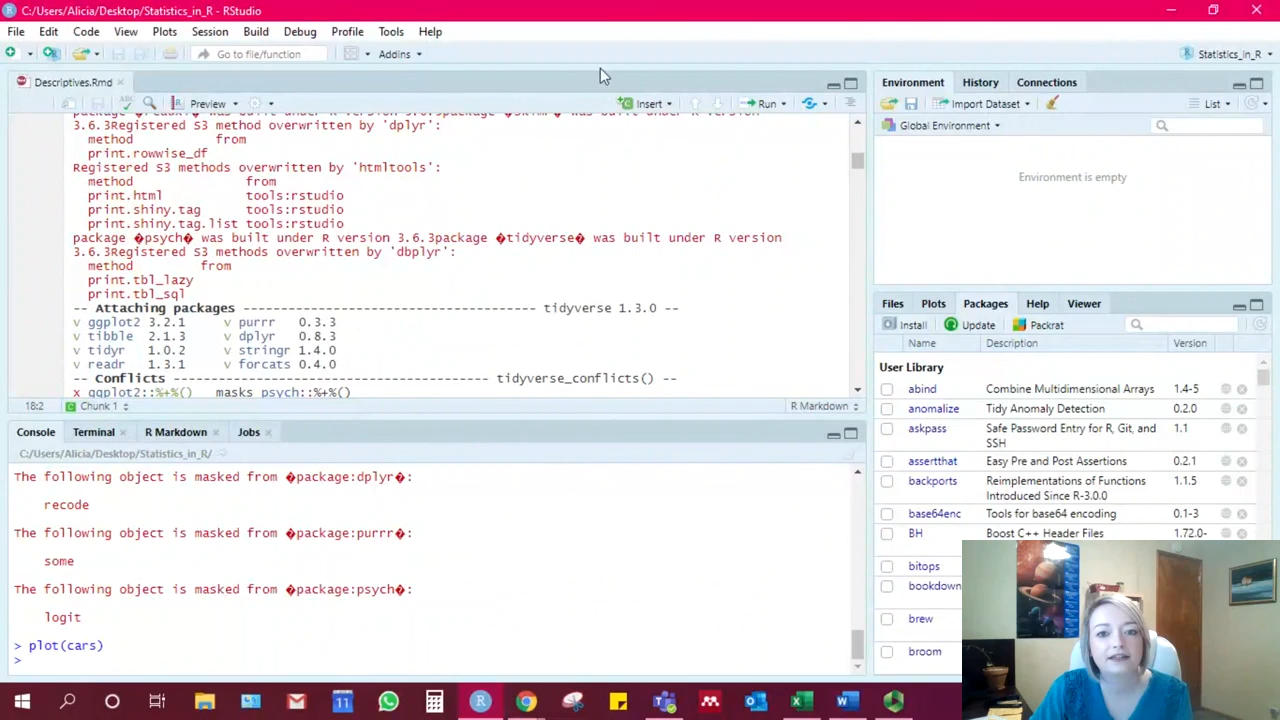 C:/Users/Alicia/Desktop/Statistics_in_R - RStudio
File Edit Code View Plots Session Build Debug Profile Tools Help
Go to file/function Addins Statistics_in_R
Descriptives.Rmd
Preview Insert Run
3.6.3Registered S3 method overwritten by 'dplyr':
method from
print.rowwise_df
Registered S3 methods overwritten by 'htmltools':
method from
print.html tools:rstudio
print.shiny.tag tools:rstudio
print.shiny.tag.list tools:rstudio
package �psych� was built under R version 3.6.3package �tidyverse� was built under R version
3.6.3Registered S3 methods overwritten by 'dbplyr':
method from
print.tbl_lazy
print.tbl_sql
-- Attaching packages --------------------------------------- tidyverse 1.3.0 --
v ggplot2 3.2.1 v purrr 0.3.3
v tibble 2.1.3 v dplyr 0.8.3
v tidyr 1.0.2 v stringr 1.4.0
v readr 1.3.1 v forcats 0.4.0
-- Conflicts ------------------------------------------ tidyverse_conflicts() --
x ggplot2::%+%() masks psych::%+%()
18:2 Chunk 1 R Markdown
Console Terminal R Markdown Jobs
C:/Users/Alicia/Desktop/Statistics_in_R/
The following object is masked from �package:dplyr�:
recode
The following object is masked from �package:purrr�:
some
The following object is masked from �package:psych�:
logit
> plot(cars)
>
Environment History Connections
Import Dataset List
Global Environment
Environment is empty
Files Plots Packages Help Viewer
Install Update Packrat
Name Description Version
User Library
abind Combine Multidimensional Arrays 1.4-5
anomalize Tidy Anomaly Detection 0.2.0
askpass Safe Password Entry for R, Git, and 1.1
SSH
assertthat Easy Pre and Post Assertions 0.2.1
backports Reimplementations of Functions 1.1.5
Introduced Since R-3.0.0
base64enc Tools for base64 encoding 0.1-3
BH Boost C++ Header Files 1.72.0-
bitops
bookdown
brew
broom